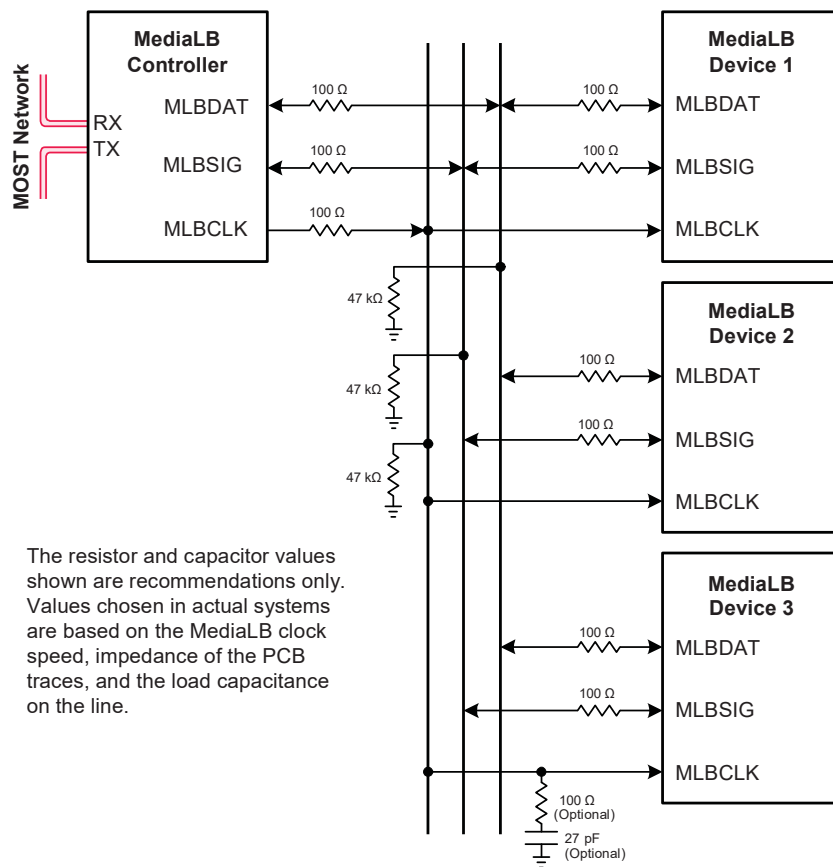 MOST Network
MediaLB
Controller
RX
TX
MLBDAT
MLBSIG
MLBCLK
100 Ω
100 Ω
100 Ω
100 Ω
100 Ω
MediaLB
Device 1
MLBDAT
MLBSIG
MLBCLK
47 kΩ
47 kΩ
47 kΩ
MediaLB
Device 2
100 Ω
MLBDAT
100 Ω
MLBSIG
MLBCLK
The resistor and capacitor values
shown are recommendations only.
Values chosen in actual systems
are based on the MediaLB clock
speed, impedance of the PCB
traces, and the load capacitance
on the line.
MediaLB
Device 3
100 Ω
MLBDAT
100 Ω
MLBSIG
MLBCLK
100 Ω
(Optional)
27 pF
(Optional)